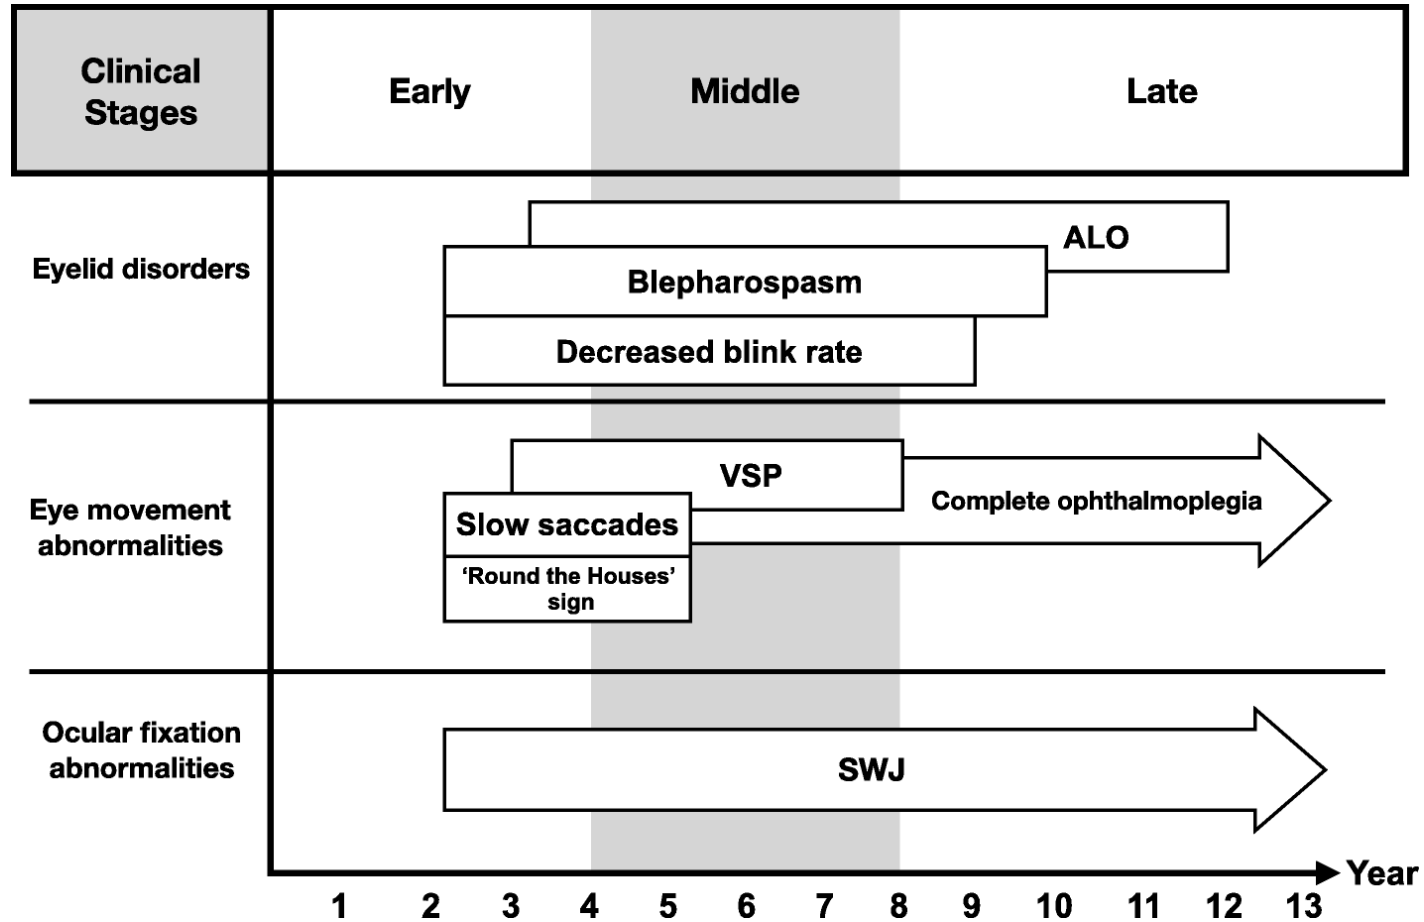 Clinical
Stages
Early
Middle
Late
Eyelid disorders
ALO
Blepharospasm
Decreased blink rate
Eye movement
abnormalities
VSP
Slow saccades
‘Round the Houses’
sign
Complete ophthalmoplegia
Ocular fixation
abnormalities
SWJ
Year
1 2 3 4 5 6 7 8 9 10 11 12 13